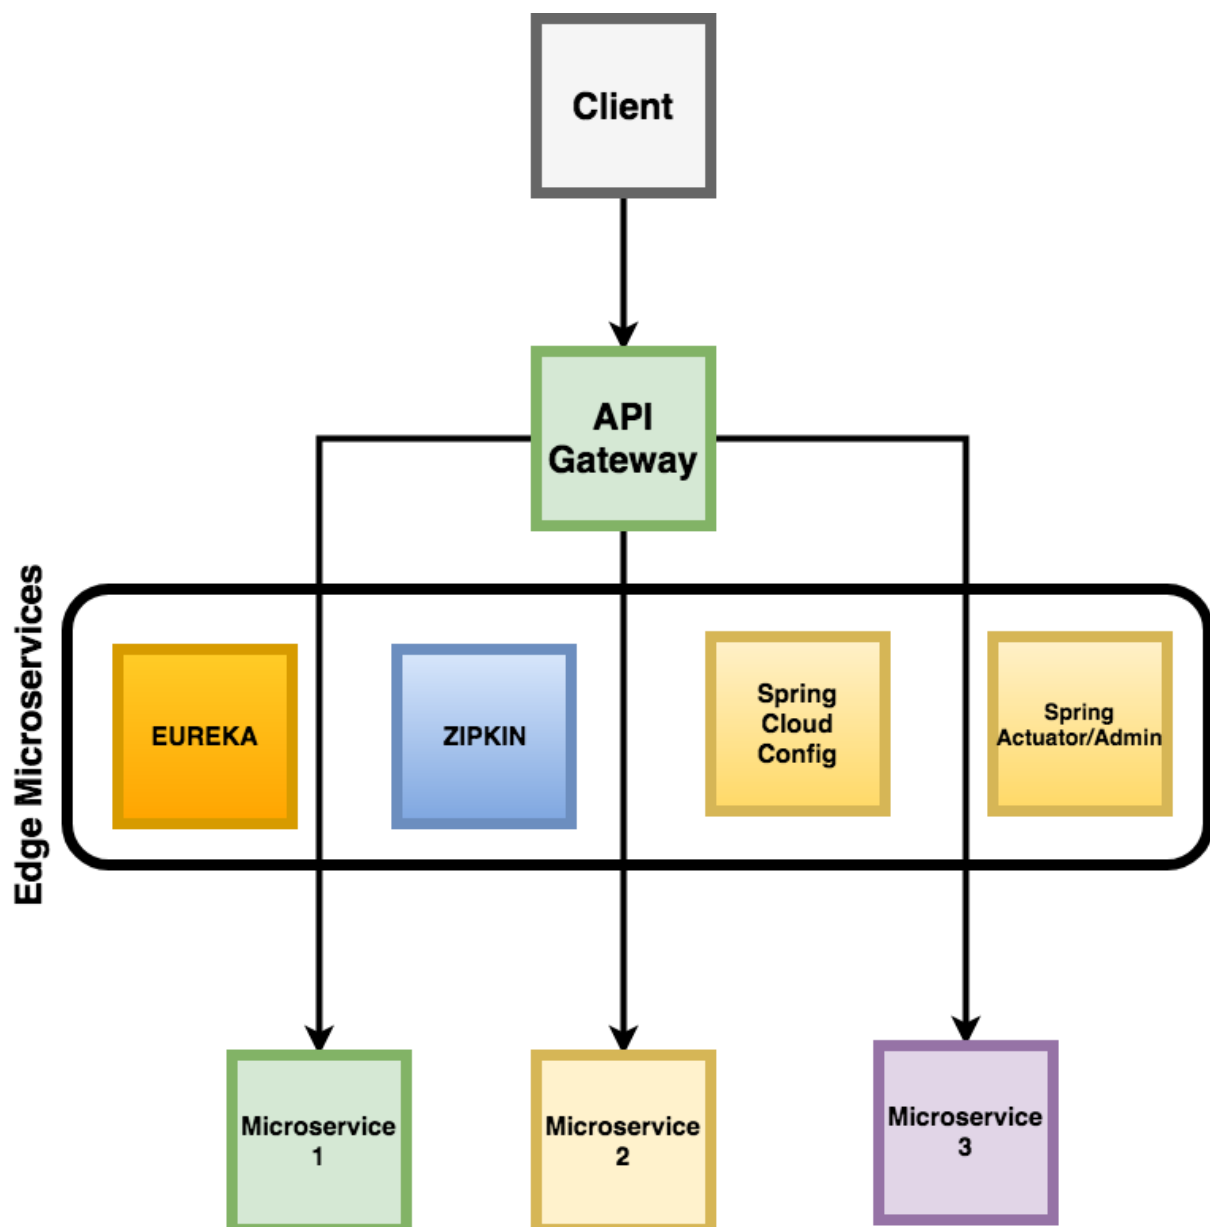 Client
API
Gateway
Edge Microservices
EUREKA
ZIPKIN
Spring
Cloud
Config
Spring
Actuator/Admin
Microservice
1
Microservice
2
Microservice
3